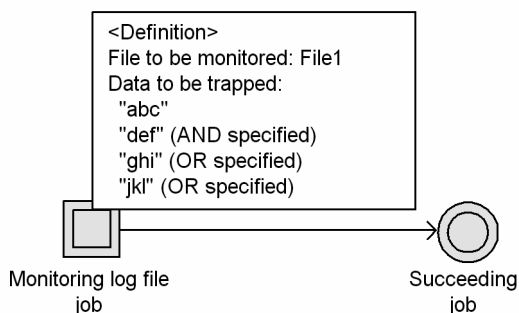 <Definition>
File to be monitored: File1
Data to be trapped:
"abc"
"def" (AND specified)
"ghi" (OR specified)
"jkl" (OR specified)
Monitoring log file
job
Succeeding
job